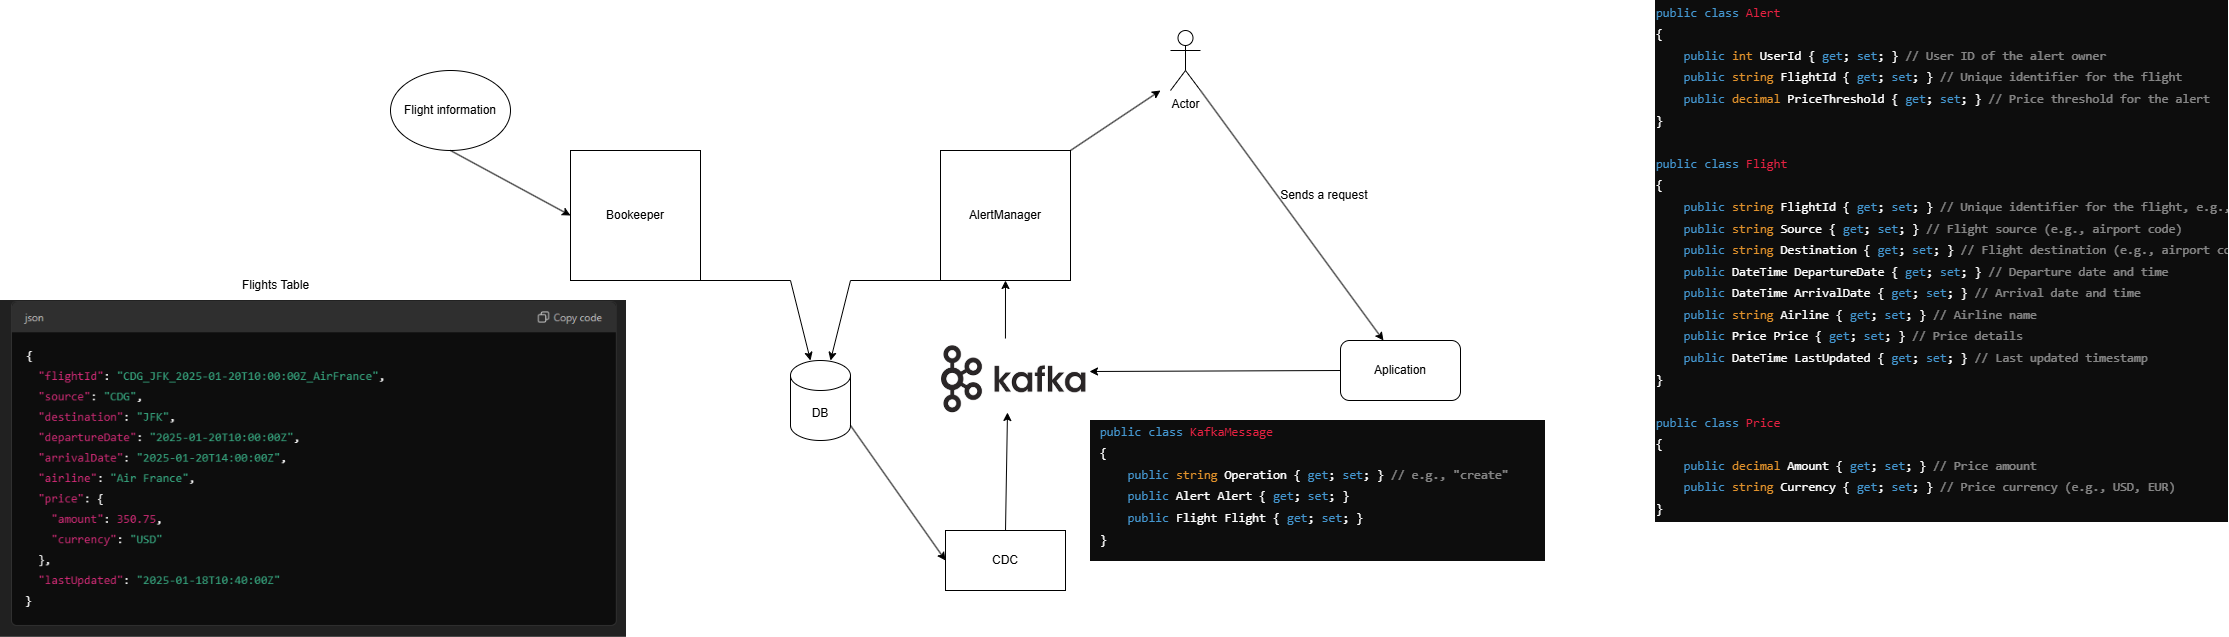 Flight information
Bookeeper
AlertManager
Actor
Sends a request
Aplication
DB
kafka
CDC
Flights Table
json
Copy code
{
"flightId": "CDG_JFK_2025-01-20T10:00:00Z_AirFrance",
"source": "CDG",
"destination": "JFK",
"departureDate": "2025-01-20T10:00:00Z",
"arrivalDate": "2025-01-20T14:00:00Z",
"airline": "Air France",
"price": {
"amount": 350.75,
"currency": "USD"
},
"lastUpdated": "2025-01-18T10:40:00Z"
}
public class KafkaMessage
{
public string Operation { get; set; } // e.g., "create"
public Alert Alert { get; set; }
public Flight Flight { get; set; }
}
public class Alert
{
public int UserId { get; set; } // User ID of the alert owner
public string FlightId { get; set; } // Unique identifier for the flight
public decimal PriceThreshold { get; set; } // Price threshold for the alert
}
public class Flight
{
public string FlightId { get; set; } // Unique identifier for the flight, e.g.,
public string Source { get; set; } // Flight source (e.g., airport code)
public string Destination { get; set; } // Flight destination (e.g., airport co
public DateTime DepartureDate { get; set; } // Departure date and time
public DateTime ArrivalDate { get; set; } // Arrival date and time
public string Airline { get; set; } // Airline name
public Price Price { get; set; } // Price details
public DateTime LastUpdated { get; set; } // Last updated timestamp
}
public class Price
{
public decimal Amount { get; set; } // Price amount
public string Currency { get; set; } // Price currency (e.g., USD, EUR)
}